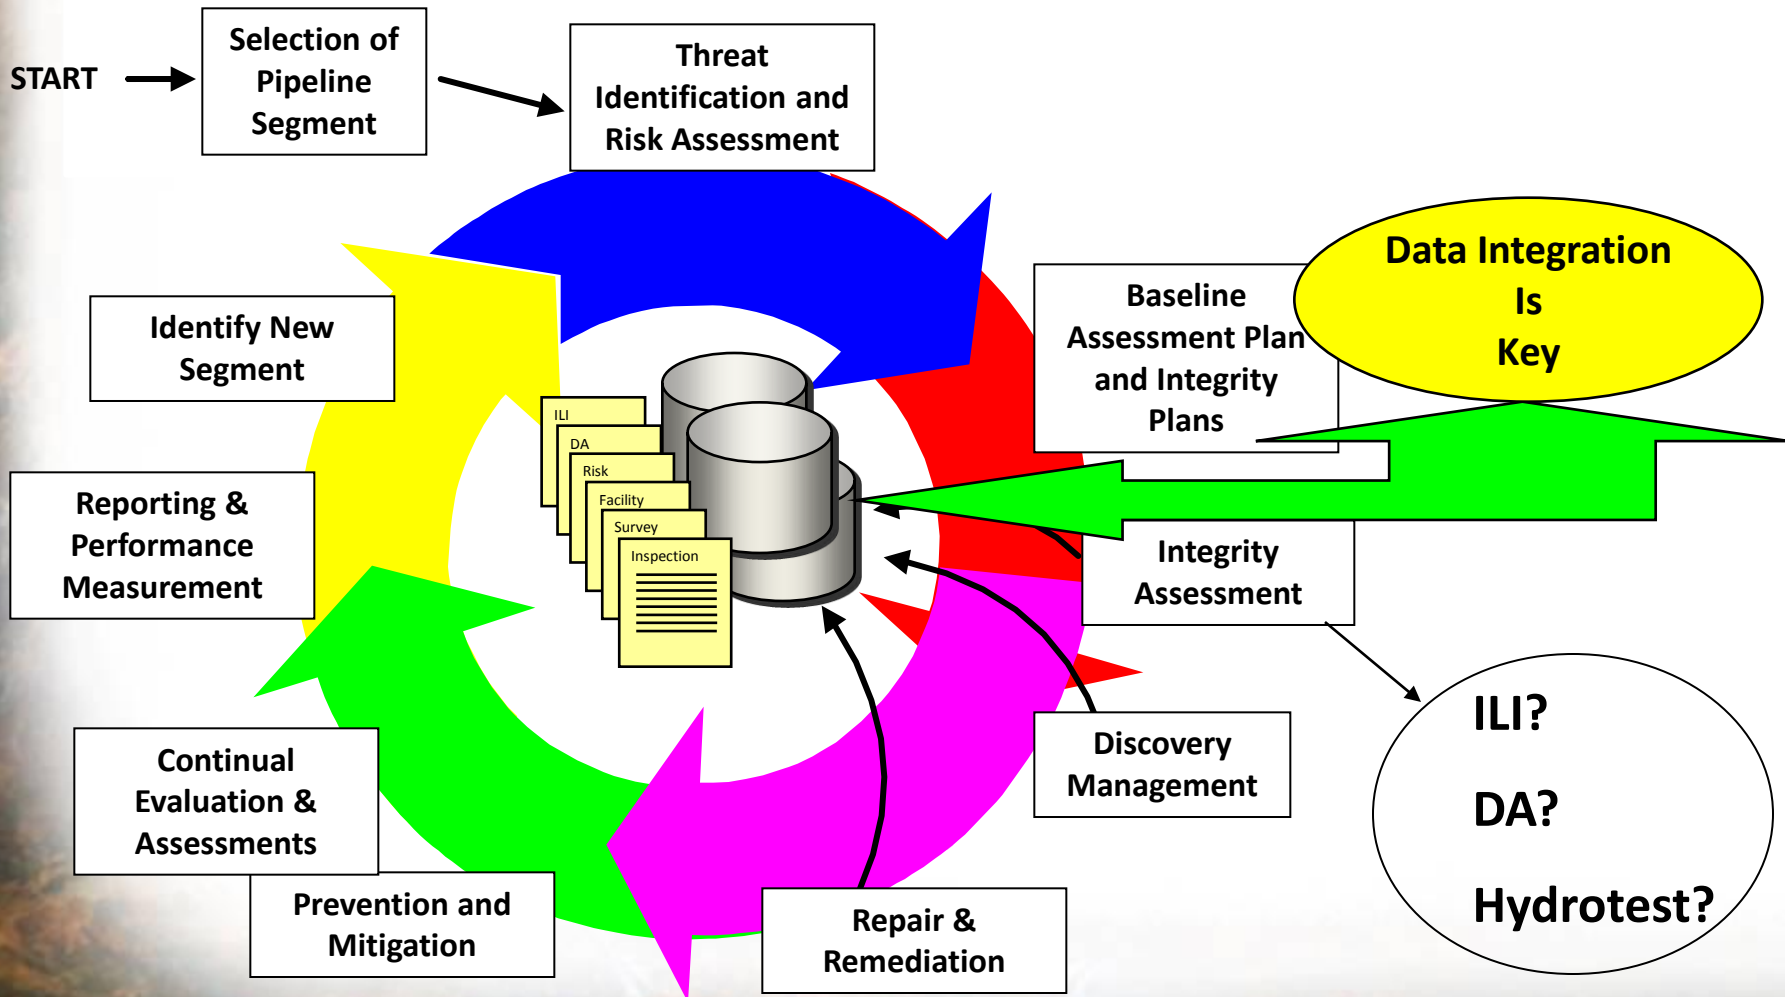 START
Selection of
Pipeline
Segment
Threat
Identification and
Risk Assessment
Data Integration
Is
Key
Baseline
Assessment Plan
and Integrity
Plans
Identify New
Segment
ILI
DA
Risk
Facility
Survey
Inspection
Reporting &
Performance
Measurement
Integrity
Assessment
ILI?
DA?
Hydrotest?
Discovery
Management
Continual
Evaluation &
Assessments
Prevention and
Mitigation
Repair &
Remediation